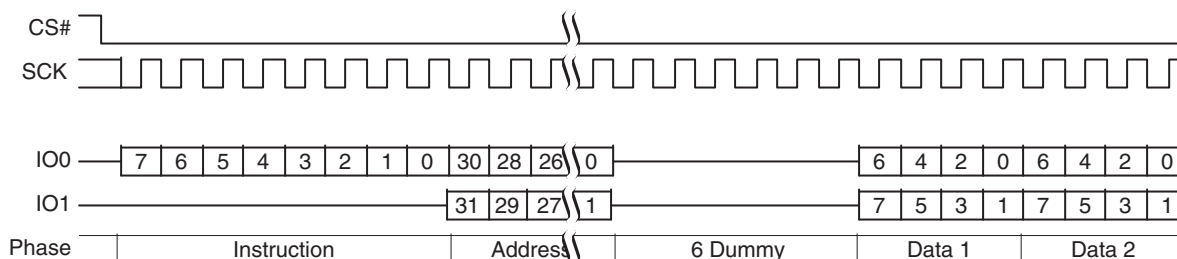 CS#
SCK
IO0 7 6 5 4 3 2 1 0 30 28 26 0 6 4 2 0 6 4 2 0
IO1 31 29 27 1 7 5 3 1 7 5 3 1
Phase Instruction Address 6 Dummy Data 1 Data 2